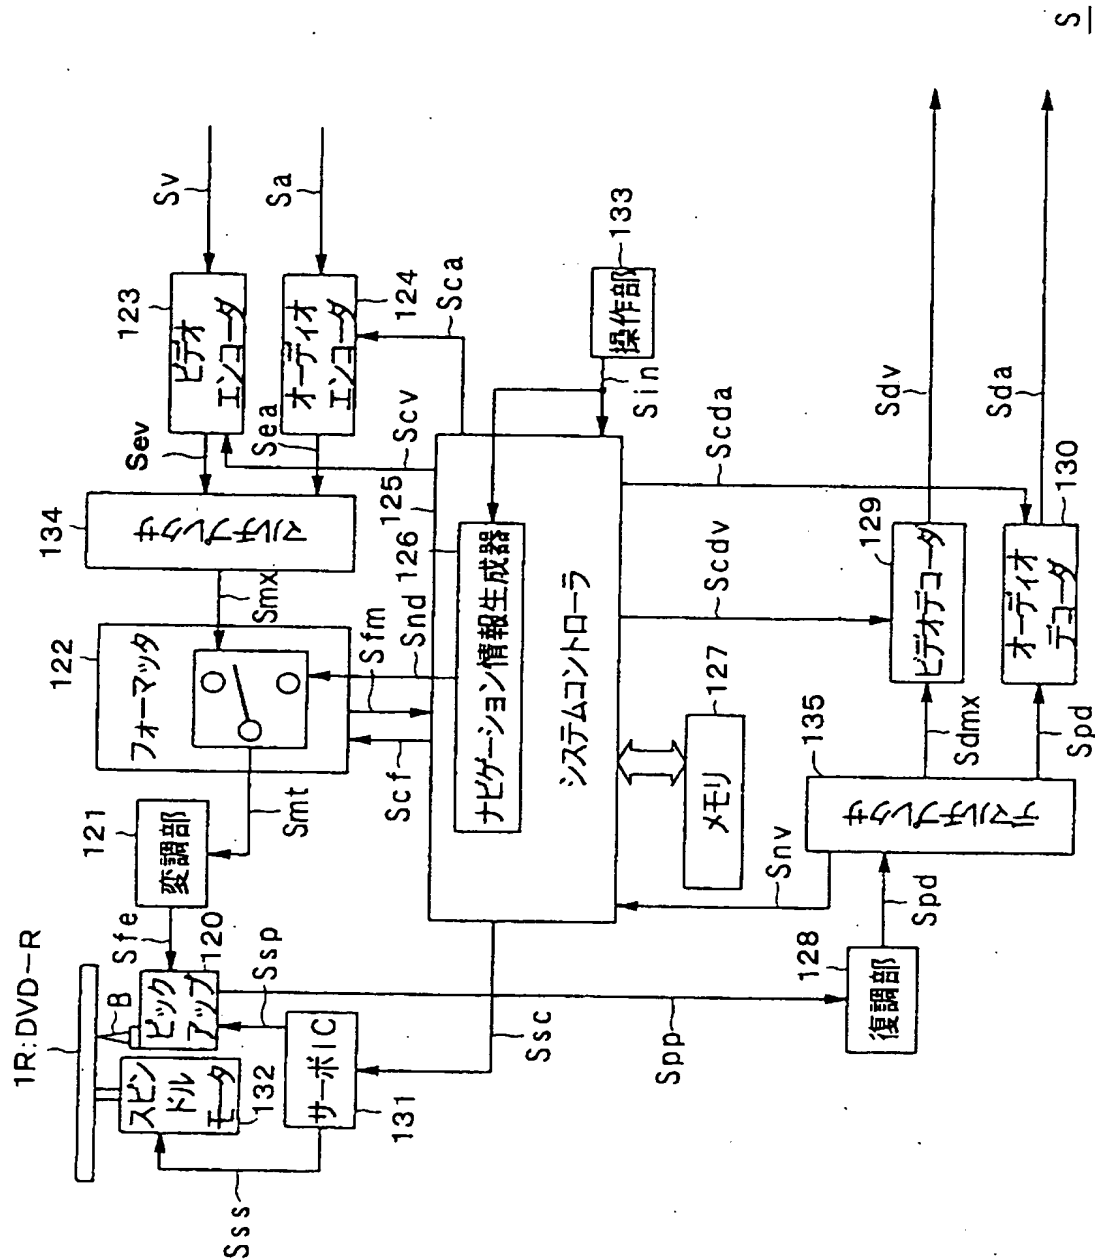 S
1R:DVD-R
B
スピン
ドル
モータ
132
ピック
アップ
120
Sfe
変調部
121
Smt
フォーマッタ
122
Smx
マルチプレクサ
134
Sev
Sea
ビデオ
エンコーダ
123
Sv
オーディオ
エンコーダ
124
Sa
Sss
サーボIC
131
Ssp
Ssc
Scf
Sfm
Snd
Scv
Sca
125
126
ナビゲーション情報生成器
システムコントローラ
Sin
操作部
133
メモリ
127
Spp
復調部
128
Spd
Snv
デマルチプレクサ
135
Sdmx
Spd
Scdv
Scda
ビデオデコーダ
129
オーディオ
デコーダ
130
Sdv
Sda